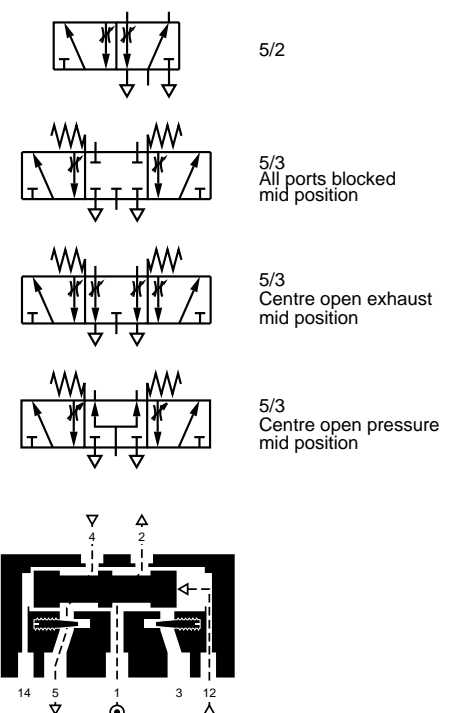 5/2
5/3
All ports blocked
mid position
5/3
Centre open exhaust
mid position
5/3
Centre open pressure
mid position
4 2
14 5 1 3 12